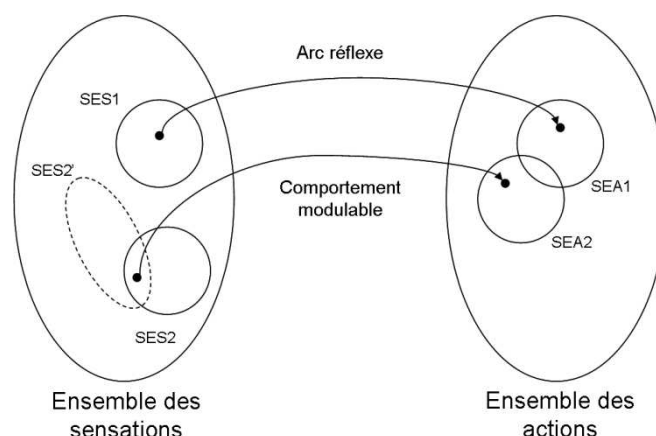 Arc réflexe
SES1
SES2'
Comportement
modulable
SEA1
SEA2
SES2
Ensemble des
sensations
Ensemble des
actions